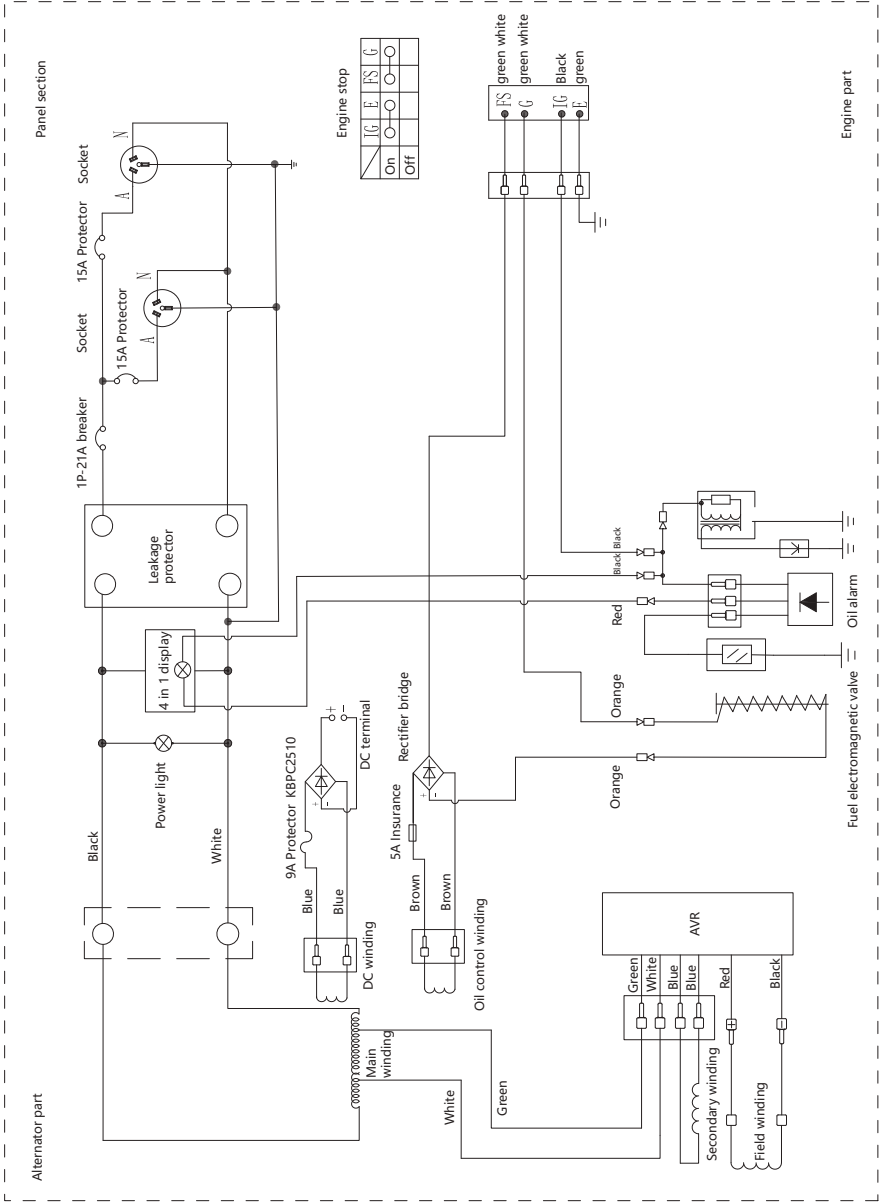 Panel section
Socket
15A Protector
N
A
Socket
15A Protector
N
A
1P-21A breaker
Leakage
protector
4 in 1 display
Power light
Black
White
Engine stop
IG E FS G
On
Off
green white
green white
Black
green
FS
G
IG
E
Engine part
9A Protector KBPC2510
+
-
+
-
DC terminal
Blue
Blue
DC winding
Rectifier bridge
5A Insurance
+
-
Brown
Brown
Oil control winding
Black
Black
Red
Oil alarm
Orange
Orange
Fuel electromagnetic valve
AVR
Green
White
Blue
Blue
Red
Black
+
-
Secondary winding
Field winding
Main
winding
White
Green
Alternator part